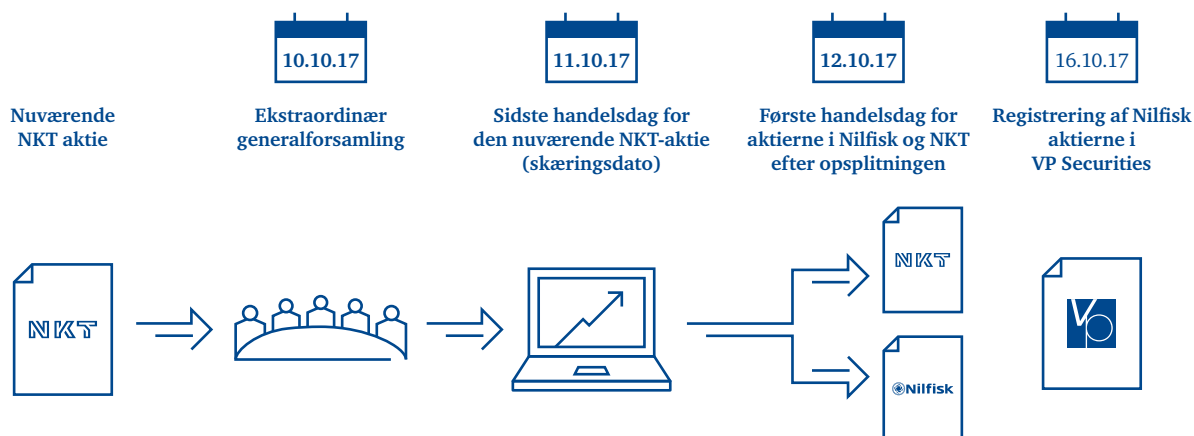 10.10.17
11.10.17
12.10.17
16.10.17
Nuværende
NKT aktie
Ekstraordinær
generalforsamling
Sidste handelsdag for
den nuværende NKT-aktie
(skæringsdato)
Første handelsdag for
aktierne i Nilfisk og NKT
efter opsplitningen
Registrering af Nilfisk
aktierne i
VP Securities
NKT
NKT
Nilfisk
VP